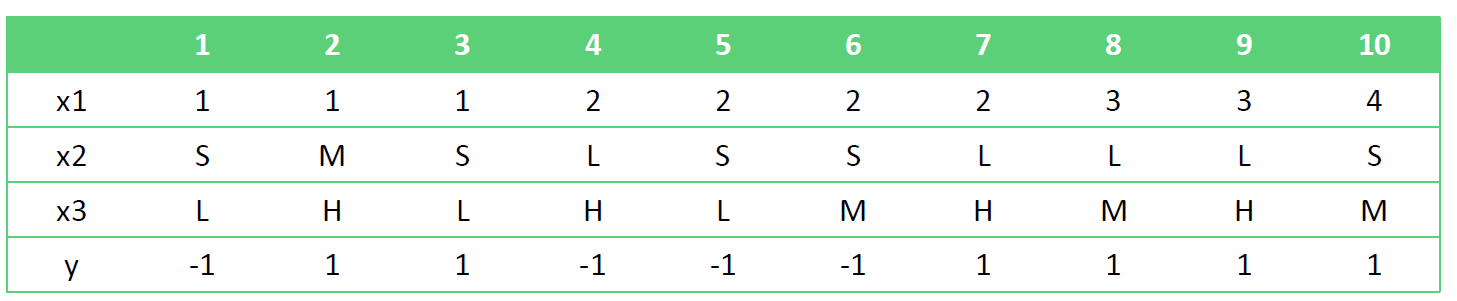 1 2 3 4 5 6 7 8 9 10
x1 1 1 1 2 2 2 2 3 3 4
x2 S M S L S S L L L S
x3 L H L H L M H M H M
y -1 1 1 -1 -1 -1 1 1 1 1